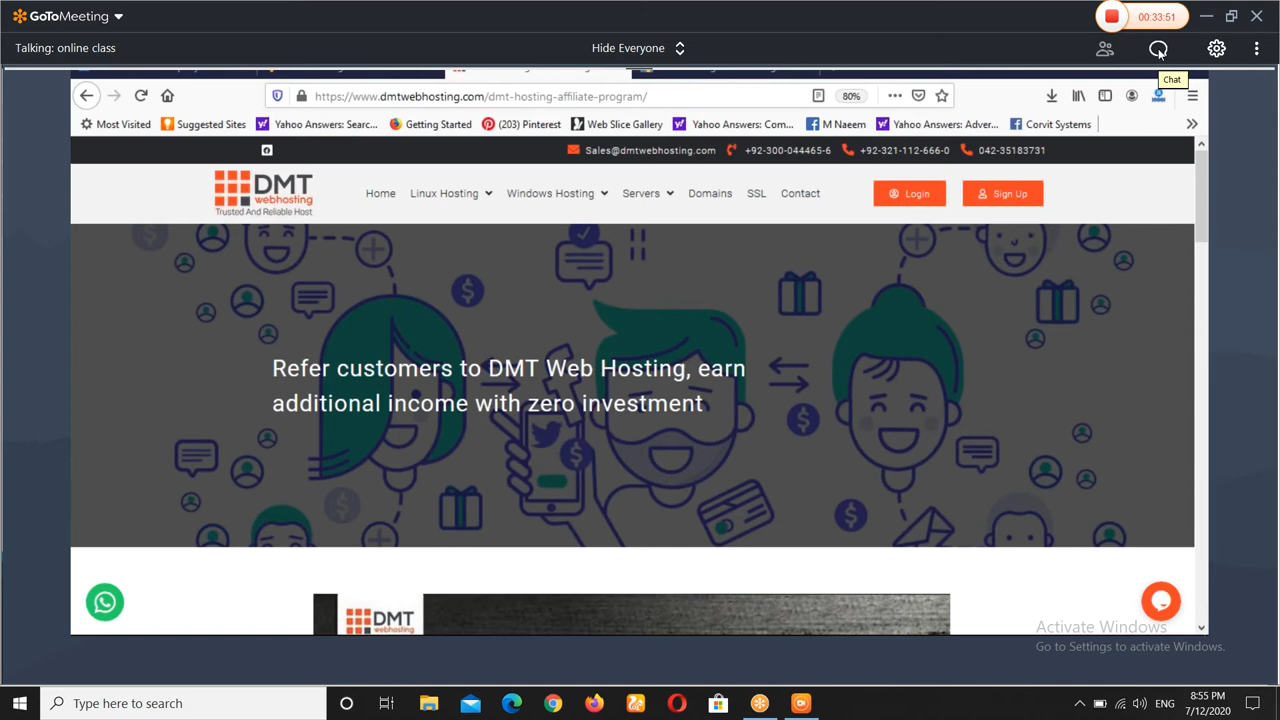 GoToMeeting
00:33:51
Talking: online class
Hide Everyone
Chat
https://www.dmtwebhosting.com/dmt-hosting-affiliate-program/
80%
Most Visited
Suggested Sites
Yahoo Answers: Searc...
Getting Started
(203) Pinterest
Web Slice Gallery
Yahoo Answers: Com...
M Naeem
Yahoo Answers: Adver...
Corvit Systems
Sales@dmtwebhosting.com
+92-300-044465-6
+92-321-112-666-0
042-35183731
DMT
webhosting
Trusted And Reliable Host
Home
Linux Hosting
Windows Hosting
Servers
Domains
SSL
Contact
Login
Sign Up
Refer customers to DMT Web Hosting, earn
additional income with zero investment
DMT
webhosting
Activate Windows
Go to Settings to activate Windows.
Type here to search
ENG
8:55 PM
7/12/2020